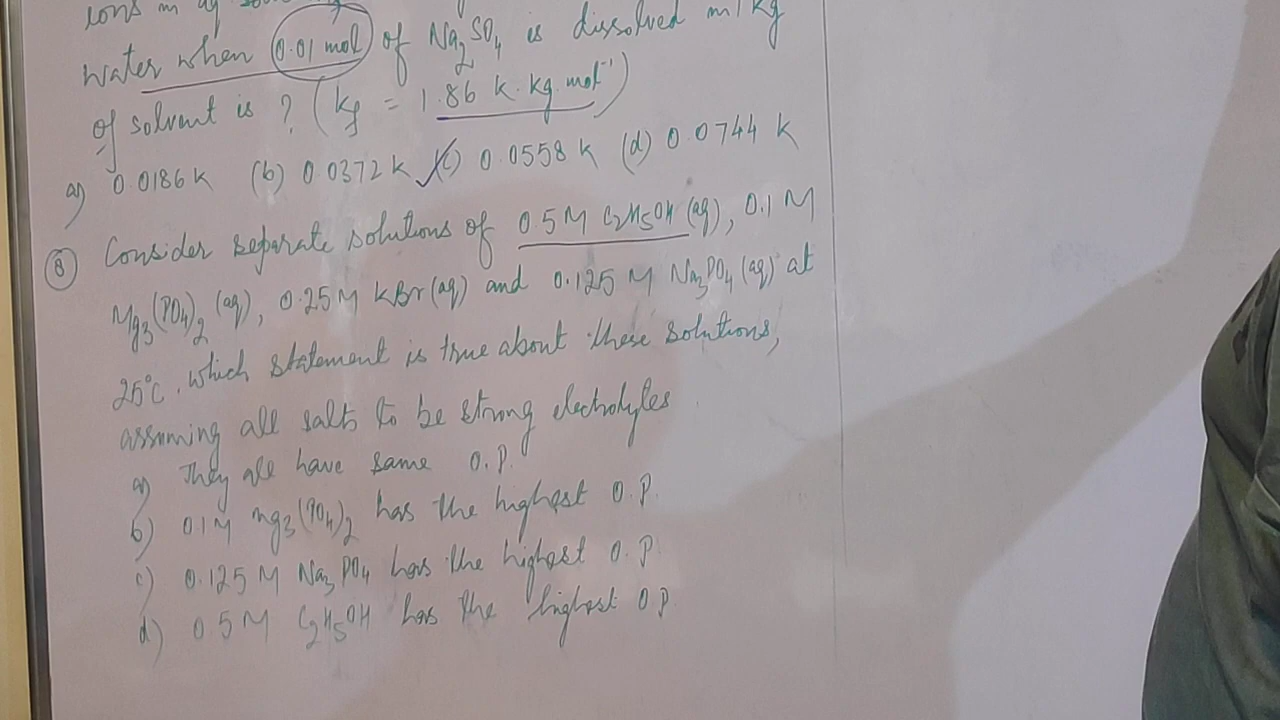 ions in aq
water when 0.01 mol of Na2SO4 is dissolved in 1 kg
of solvent is ? (kf = 1.86 K.kg.mol⁻¹)
a) 0.0186 K (b) 0.0372 K (c) 0.0558 K (d) 0.0744 K
8 Consider separate solutions of 0.5 M C2H5OH (aq), 0.1 M
Mg3(PO4)2 (aq), 0.25 M KBr (aq) and 0.125 M Na3PO4 (aq) at
25°C. which statement is true about these solutions,
assuming all salts to be strong electrolytes
a) They all have same O.P.
b) 0.1 M mg3(PO4)2 has the highest O.P.
c) 0.125 M Na3PO4 has the highest O.P.
d) 0.5 M C2H5OH has the highest O.P.